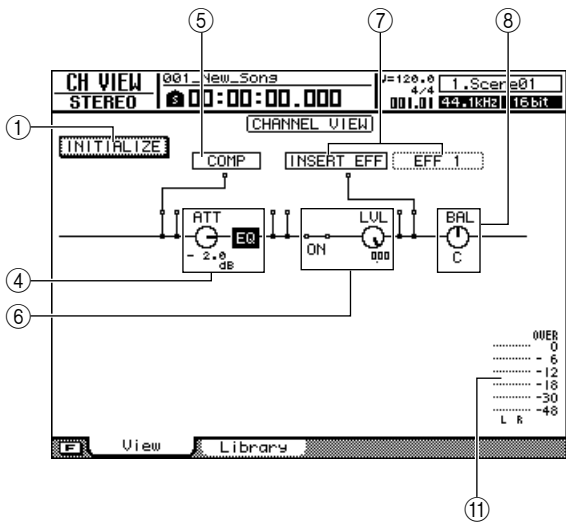 ⑤ ⑦ ⑧
CH VIEW
STEREO
001_New_Song
S 00:00:00.000
♩=120.0
4/4
001.01
1.Scene01
44.1kHz 16bit
CHANNEL VIEW
①
INITIALIZE
COMP
INSERT EFF
EFF 1
ATT
EQ
- 2.0
dB
ON
LVL
BAL
C
④
⑥
OVER
0
- 6
-12
-18
-30
-48
L R
F
View
Library
⑪